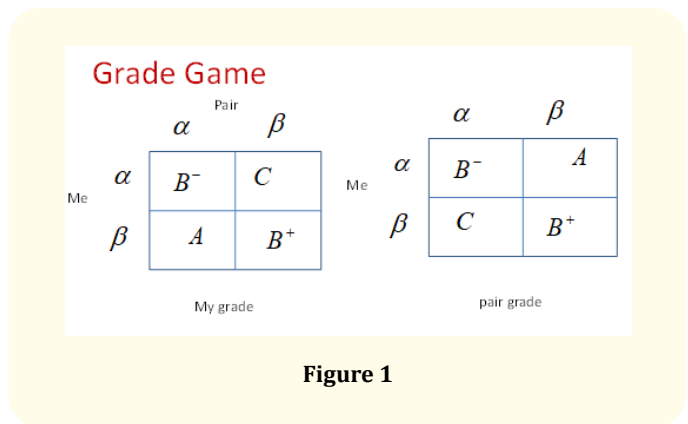 Grade Game
Pair
α β
α B⁻ C
Me
β A B⁺
My grade
α β
α B⁻ A
Me
β C B⁺
pair grade
Figure 1